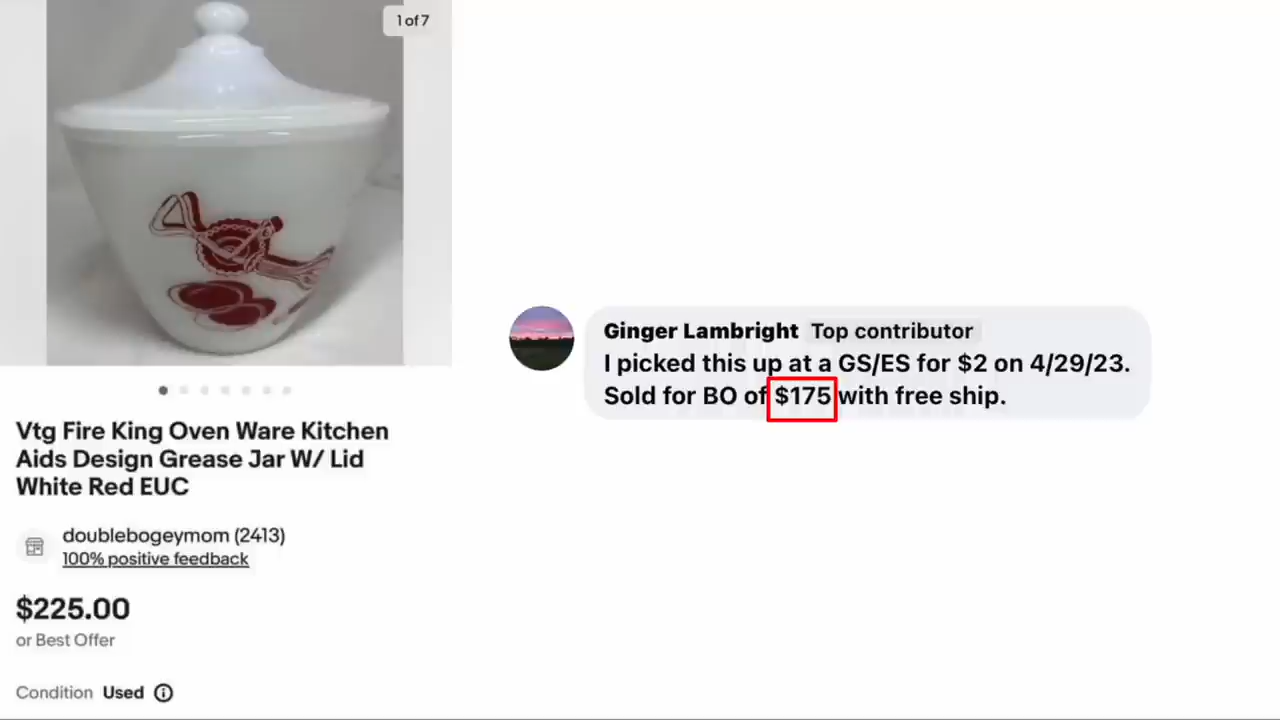 1 of 7
Vtg Fire King Oven Ware Kitchen
Aids Design Grease Jar W/ Lid
White Red EUC
doublebogeymom (2413)
100% positive feedback
$225.00
or Best Offer
Condition Used
Ginger Lambright Top contributor
I picked this up at a GS/ES for $2 on 4/29/23.
Sold for BO of $175 with free ship.